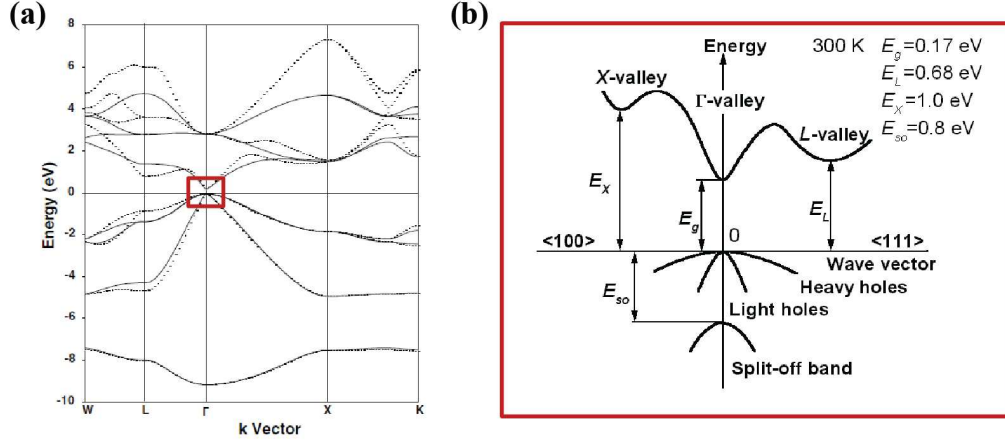 (a)
8
6
4
2
0
-2
-4
-6
-8
-10
Energy (eV)
W L Γ X K
k Vector
(b)
Energy
300 K E_g=0.17 eV
E_L=0.68 eV
E_X=1.0 eV
E_so=0.8 eV
X-valley
Γ-valley
L-valley
E_X
E_g
E_L
0
<100>
<111>
Wave vector
Heavy holes
E_so
Light holes
Split-off band